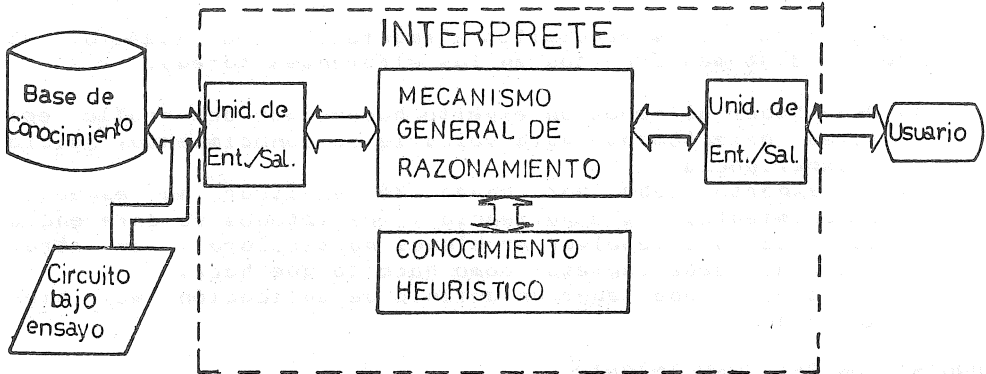 INTERPRETE
Base de
Conocimiento
Unid. de
Ent./Sal.
MECANISMO
GENERAL DE
RAZONAMIENTO
Unid. de
Ent./Sal.
Usuario
CONOCIMIENTO
HEURISTICO
Circuito
bajo
ensayo